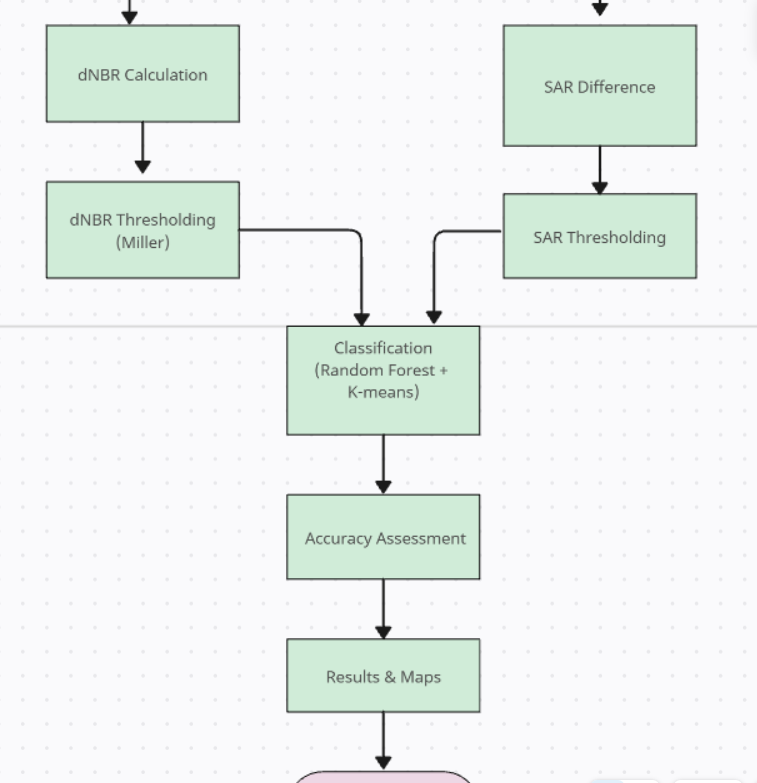 dNBR Calculation
SAR Difference
dNBR Thresholding
(Miller)
SAR Thresholding
Classification
(Random Forest +
K-means)
Accuracy Assessment
Results & Maps